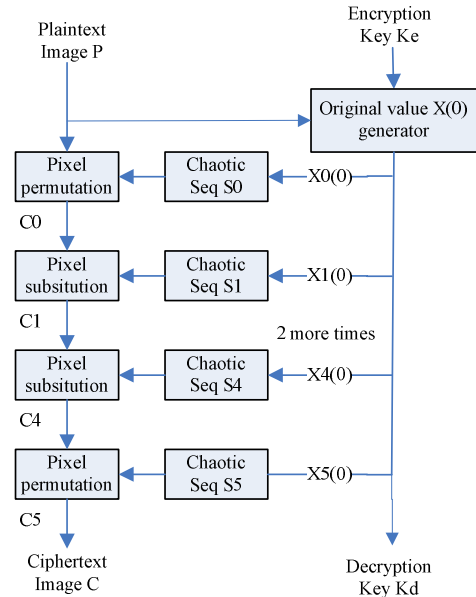 Plaintext
Image P
Encryption
Key Ke
Original value X(0)
generator
Pixel
permutation
Chaotic
Seq S0
X0(0)
C0
Pixel
subsitution
Chaotic
Seq S1
X1(0)
C1
2 more times
Pixel
subsitution
Chaotic
Seq S4
X4(0)
C4
Pixel
permutation
Chaotic
Seq S5
X5(0)
C5
Ciphertext
Image C
Decryption
Key Kd